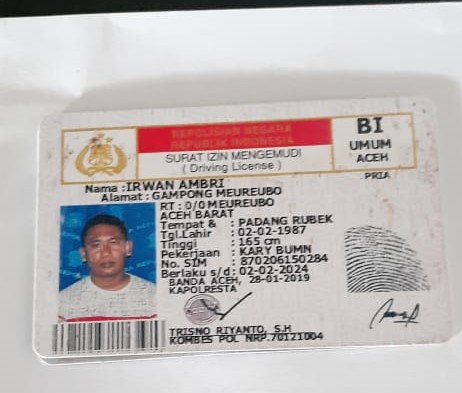 KEPOLISIAN NEGARA
REPUBLIK INDONESIA
SURAT IZIN MENGEMUDI
( Driving License )
BI
UMUM
ACEH
PRIA
Nama : IRWAN AMBRI
Alamat : GAMPONG MEUREUBO
RT : 0/0 MEUREUBO
ACEH BARAT
Tempat & : PADANG RUBEK
Tgl.Lahir : 02-02-1987
Tinggi : 165 cm
Pekerjaan : KARY BUMN
No. SIM : 870206150284
Berlaku s/d : 02-02-2024
BANDA ACEH, 28-01-2019
KAPOLRESTA
TRISNO RIYANTO, S.H
KOMBES POL NRP.70121004